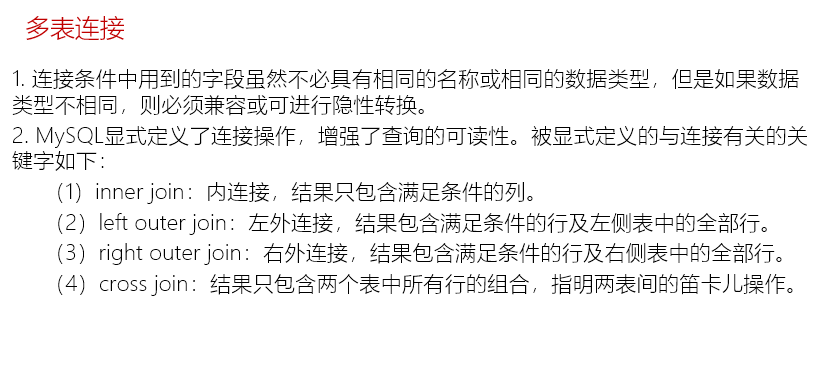 多表连接
1. 连接条件中用到的字段虽然不必具有相同的名称或相同的数据类型，但是如果数据
类型不相同，则必须兼容或可进行隐性转换。
2. MySQL显式定义了连接操作，增强了查询的可读性。被显式定义的与连接有关的关
键字如下：
（1）inner join：内连接，结果只包含满足条件的列。
（2）left outer join：左外连接，结果包含满足条件的行及左侧表中的全部行。
（3）right outer join：右外连接，结果包含满足条件的行及右侧表中的全部行。
（4）cross join：结果只包含两个表中所有行的组合，指明两表间的笛卡儿操作。